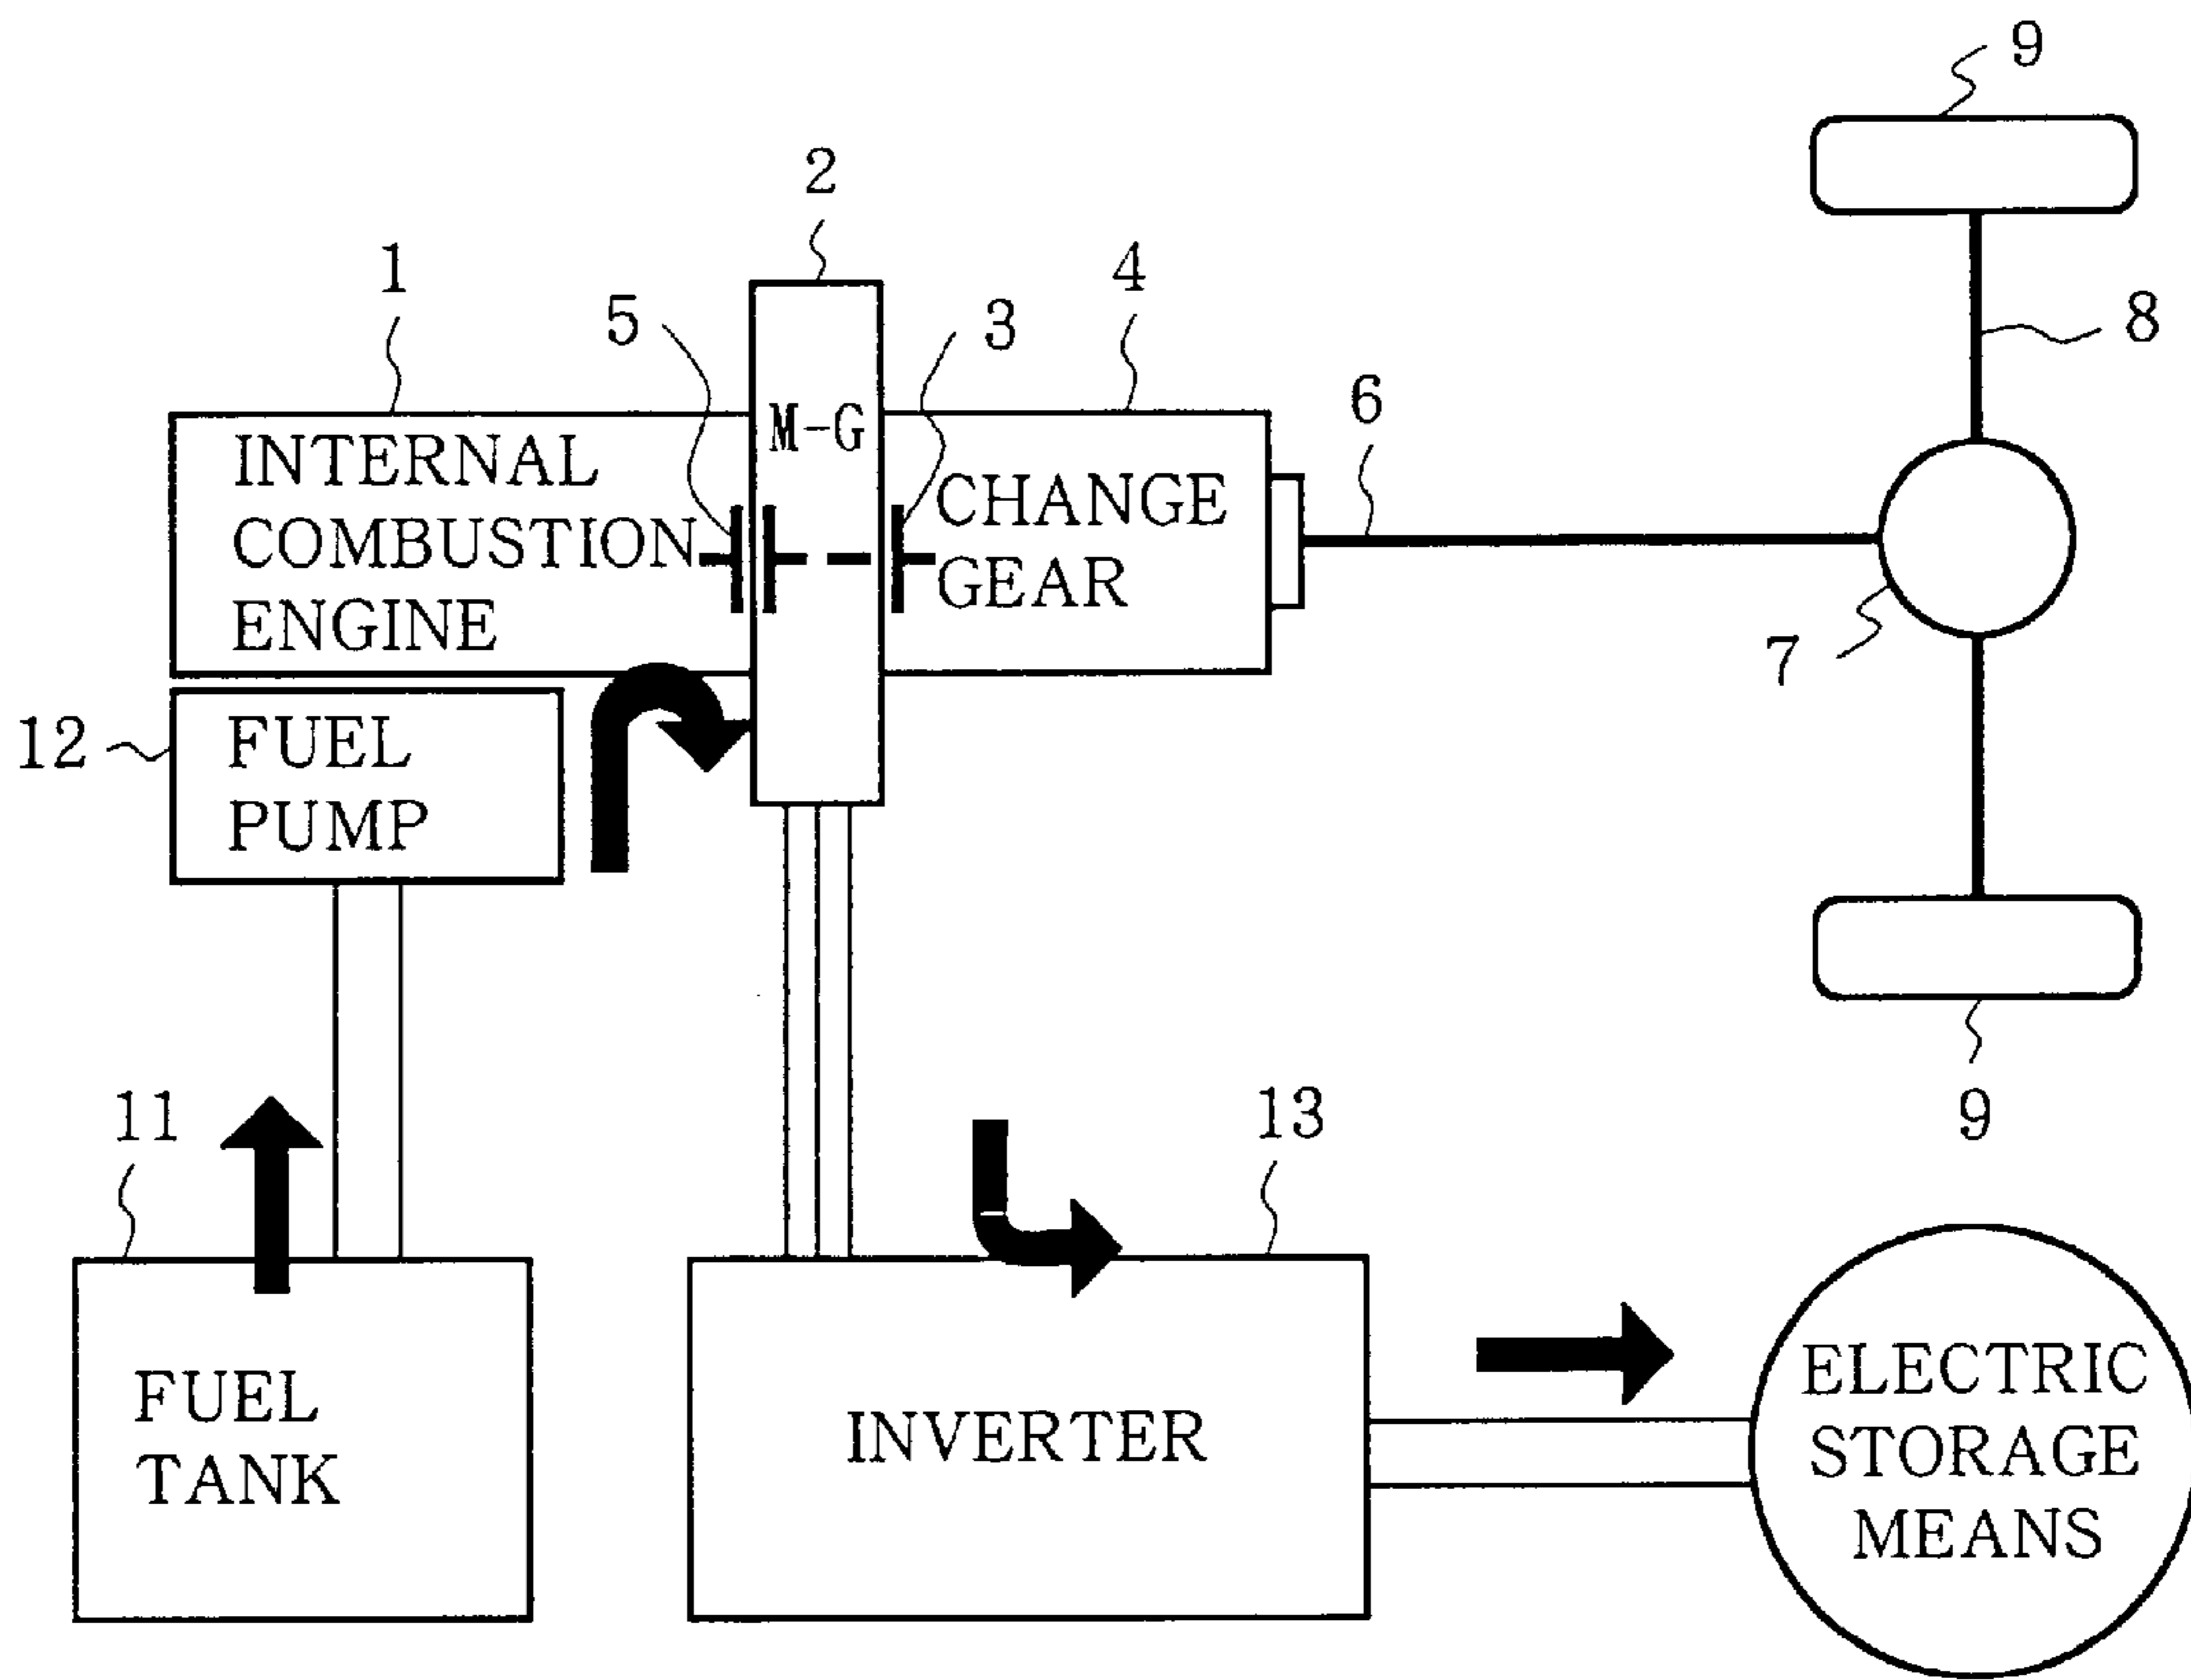 9
2
1
4
5
3
8
6
M-G
INTERNAL
COMBUSTION
ENGINE
CHANGE
GEAR
7
12
FUEL
PUMP
11
13
9
FUEL
TANK
INVERTER
ELECTRIC
STORAGE
MEANS